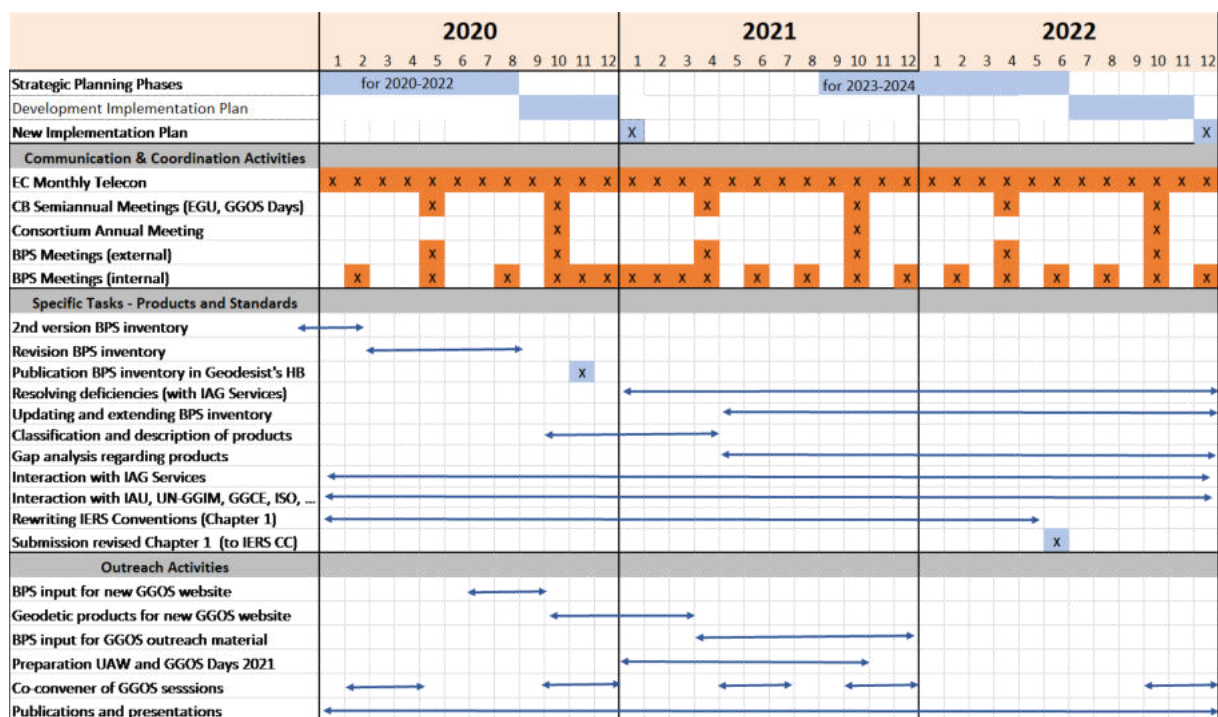 2020 2021 2022
1 2 3 4 5 6 7 8 9 10 11 12 1 2 3 4 5 6 7 8 9 10 11 12 1 2 3 4 5 6 7 8 9 10 11 12
Strategic Planning Phases for 2020-2022 for 2023-2024
Development Implementation Plan
New Implementation Plan X X
Communication & Coordination Activities
EC Monthly Telecon X X X X X X X X X X X X X X X X X X X X X X X X X X X X X X X X X X X X
CB Semiannual Meetings (EGU, GGOS Days) X X X X X X
Consortium Annual Meeting X X X
BPS Meetings (external) X X X X X X
BPS Meetings (internal) X X X X X X X X X X X X X X X X X X X X
Specific Tasks - Products and Standards
2nd version BPS inventory
Revision BPS inventory
Publication BPS inventory in Geodesist's HB X
Resolving deficiencies (with IAG Services)
Updating and extending BPS inventory
Classification and description of products
Gap analysis regarding products
Interaction with IAG Services
Interaction with IAU, UN-GGIM, GGCE, ISO, ...
Rewriting IERS Conventions (Chapter 1)
Submission revised Chapter 1 (to IERS CC) X
Outreach Activities
BPS input for new GGOS website
Geodetic products for new GGOS website
BPS input for GGOS outreach material
Preparation UAW and GGOS Days 2021
Co-convener of GGOS sesssions
Publications and presentations